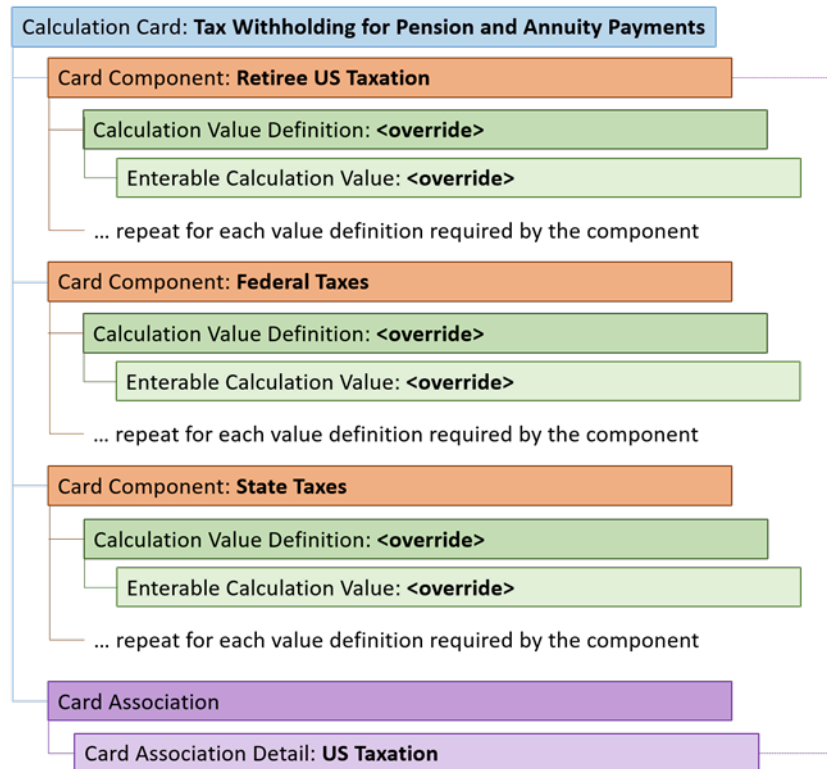 Calculation Card: Tax Withholding for Pension and Annuity Payments
Card Component: Retiree US Taxation
Calculation Value Definition: <override>
Enterable Calculation Value: <override>
... repeat for each value definition required by the component
Card Component: Federal Taxes
Calculation Value Definition: <override>
Enterable Calculation Value: <override>
... repeat for each value definition required by the component
Card Component: State Taxes
Calculation Value Definition: <override>
Enterable Calculation Value: <override>
... repeat for each value definition required by the component
Card Association
Card Association Detail: US Taxation